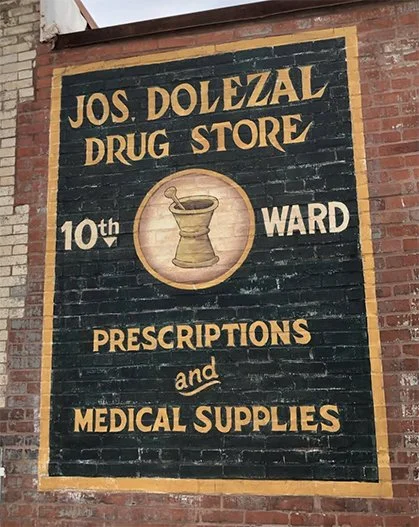 JOS. DOLEZAL
DRUG STORE
10th WARD
PRESCRIPTIONS
and
MEDICAL SUPPLIES